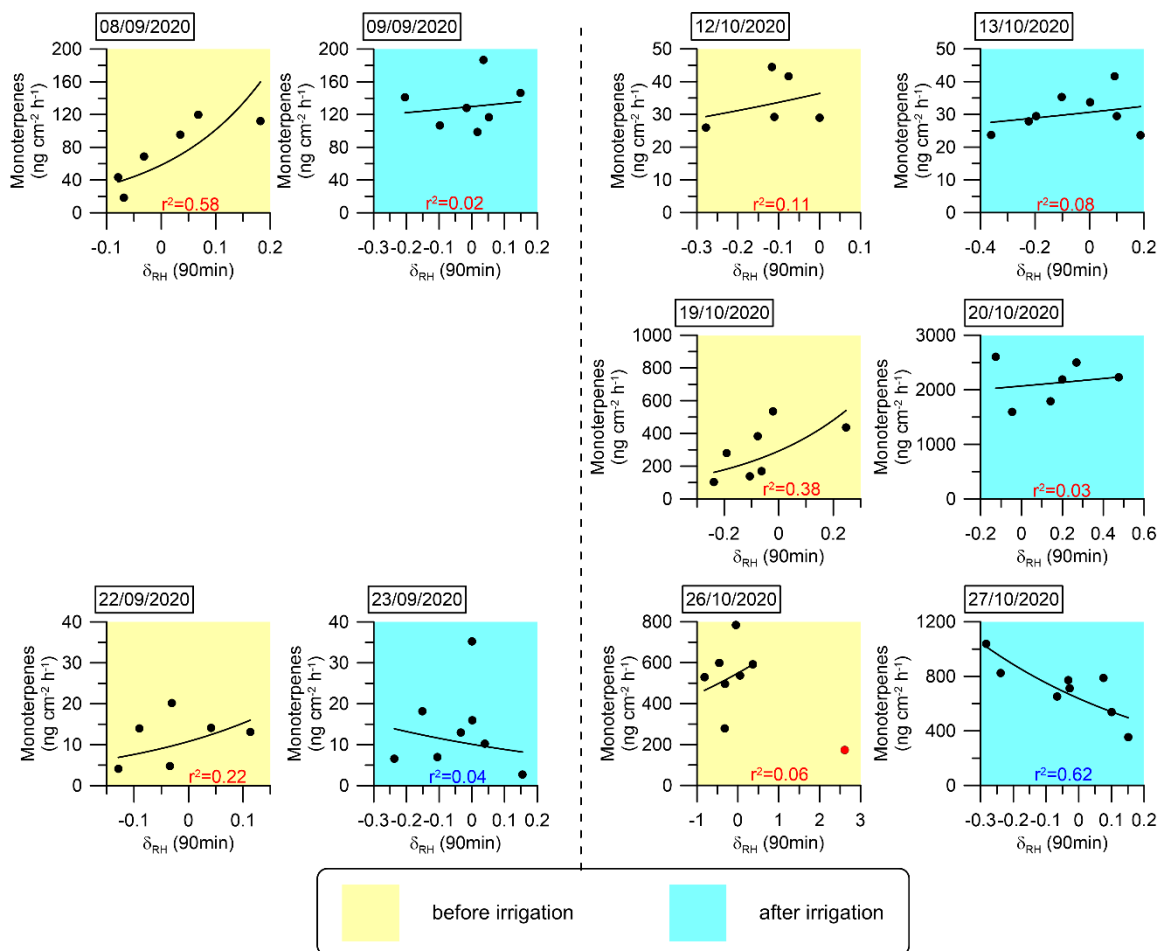 08/09/2020
200
160
120
80
40
0
Monoterpenes
(ng cm⁻² h⁻¹)
r²=0.58
-0.1 0 0.1 0.2
δRH (90min)
09/09/2020
200
160
120
80
40
0
Monoterpenes
(ng cm⁻² h⁻¹)
r²=0.02
-0.3 -0.2 -0.1 0 0.1 0.2
δRH (90min)
12/10/2020
50
40
30
20
10
0
Monoterpenes
(ng cm⁻² h⁻¹)
r²=0.11
-0.3 -0.2 -0.1 0 0.1
δRH (90min)
13/10/2020
50
40
30
20
10
0
Monoterpenes
(ng cm⁻² h⁻¹)
r²=0.08
-0.4 -0.2 0 0.2
δRH (90min)
19/10/2020
1000
800
600
400
200
0
Monoterpenes
(ng cm⁻² h⁻¹)
r²=0.38
-0.2 0 0.2
δRH (90min)
20/10/2020
3000
2000
1000
0
Monoterpenes
(ng cm⁻² h⁻¹)
r²=0.03
-0.2 0 0.2 0.4 0.6
δRH (90min)
22/09/2020
40
30
20
10
0
Monoterpenes
(ng cm⁻² h⁻¹)
r²=0.22
-0.1 0 0.1
δRH (90min)
23/09/2020
40
30
20
10
0
Monoterpenes
(ng cm⁻² h⁻¹)
r²=0.04
-0.3 -0.2 -0.1 0 0.1 0.2
δRH (90min)
26/10/2020
800
600
400
200
0
Monoterpenes
(ng cm⁻² h⁻¹)
r²=0.06
-1 0 1 2 3
δRH (90min)
27/10/2020
1200
800
400
0
Monoterpenes
(ng cm⁻² h⁻¹)
r²=0.62
-0.3 -0.2 -0.1 0 0.1 0.2
δRH (90min)
before irrigation
after irrigation